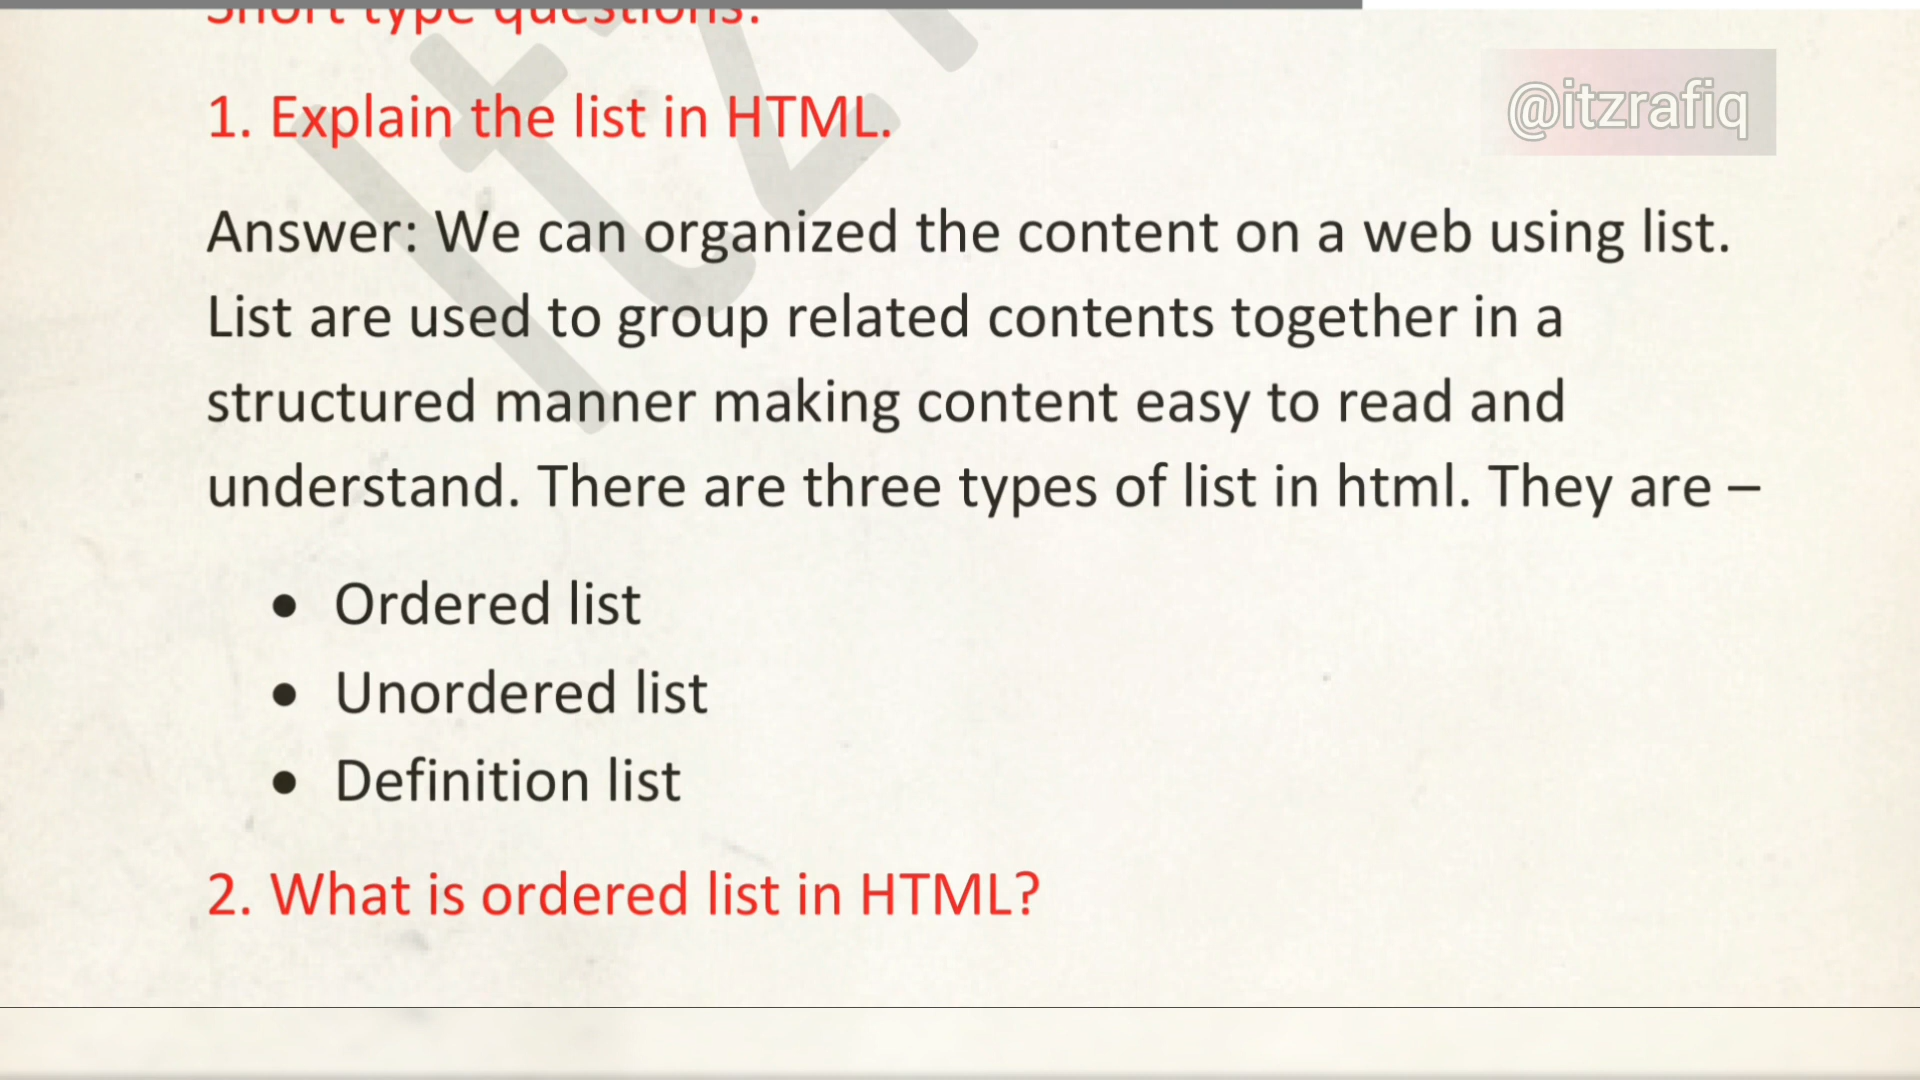 Short type questions:
@itzrafiq
1. Explain the list in HTML.
Answer: We can organized the content on a web using list.
List are used to group related contents together in a
structured manner making content easy to read and
understand. There are three types of list in html. They are –
• Ordered list
• Unordered list
• Definition list
2. What is ordered list in HTML?